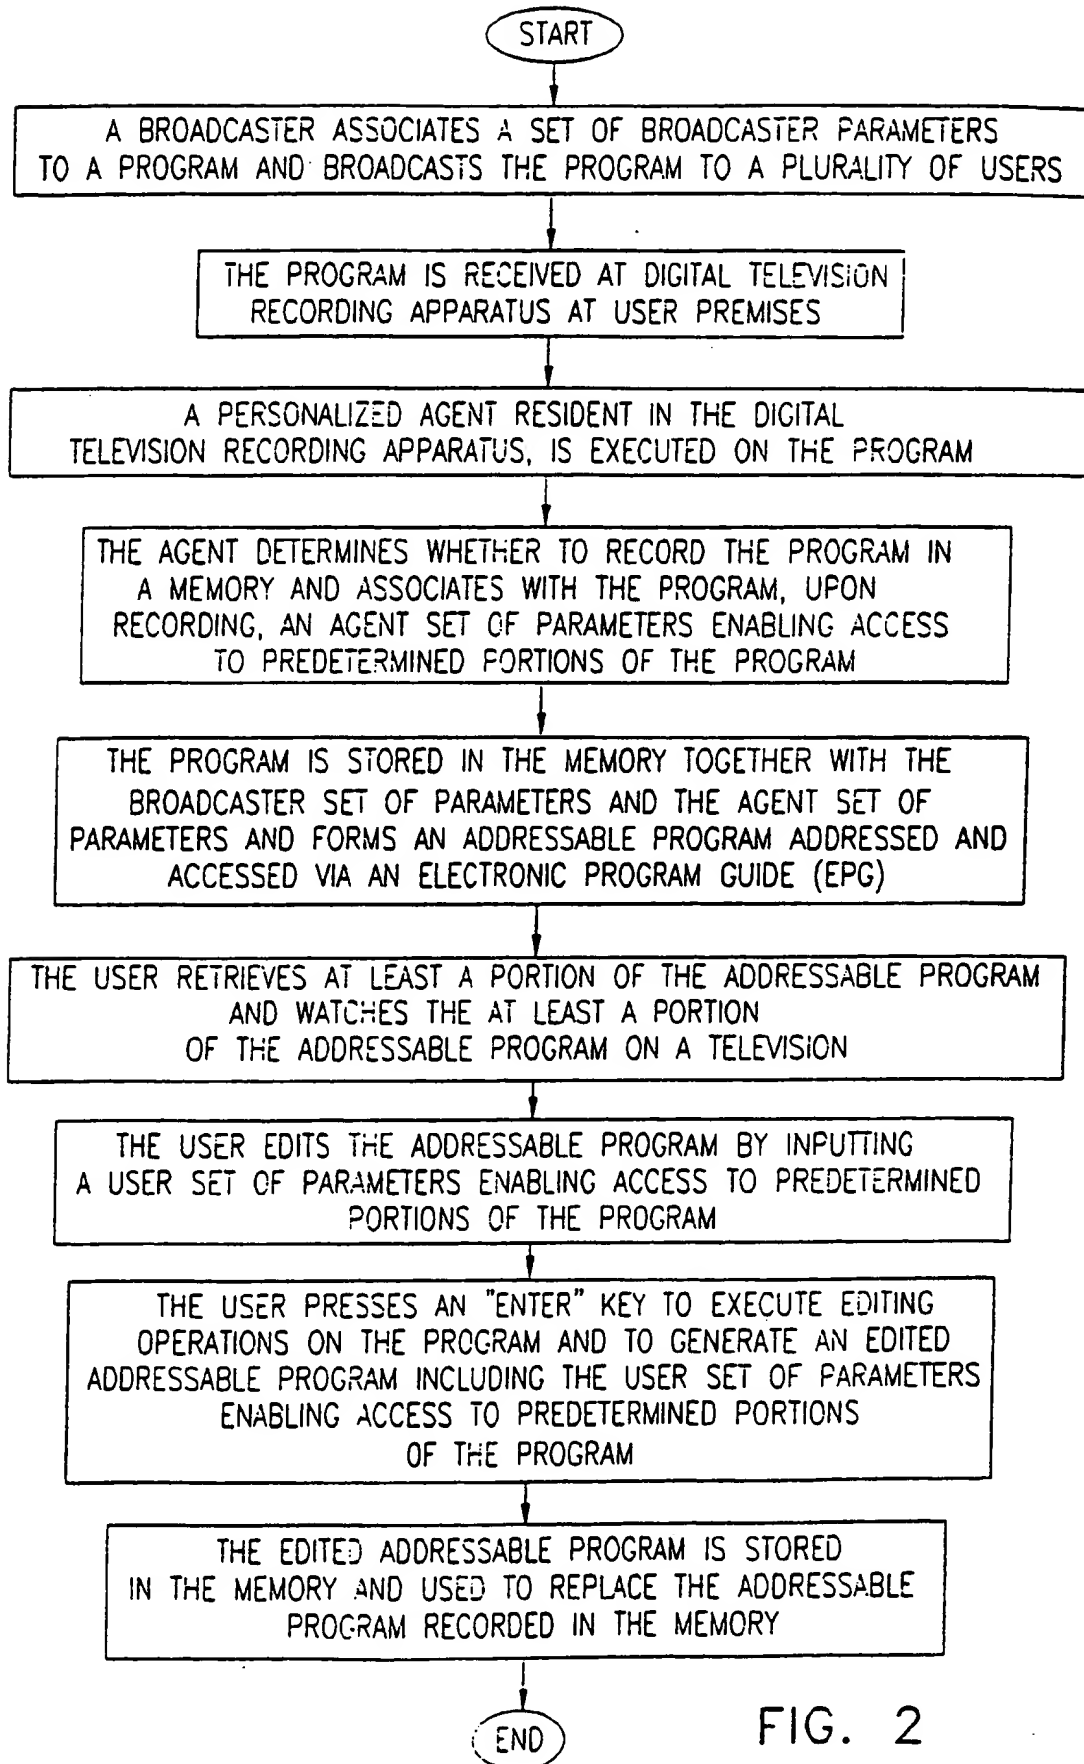 START
A BROADCASTER ASSOCIATES A SET OF BROADCASTER PARAMETERS
TO A PROGRAM AND BROADCASTS THE PROGRAM TO A PLURALITY OF USERS
THE PROGRAM IS RECEIVED AT DIGITAL TELEVISION
RECORDING APPARATUS AT USER PREMISES
A PERSONALIZED AGENT RESIDENT IN THE DIGITAL
TELEVISION RECORDING APPARATUS, IS EXECUTED ON THE PROGRAM
THE AGENT DETERMINES WHETHER TO RECORD THE PROGRAM IN
A MEMORY AND ASSOCIATES WITH THE PROGRAM, UPON
RECORDING, AN AGENT SET OF PARAMETERS ENABLING ACCESS
TO PREDETERMINED PORTIONS OF THE PROGRAM
THE PROGRAM IS STORED IN THE MEMORY TOGETHER WITH THE
BROADCASTER SET OF PARAMETERS AND THE AGENT SET OF
PARAMETERS AND FORMS AN ADDRESSABLE PROGRAM ADDRESSED AND
ACCESSED VIA AN ELECTRONIC PROGRAM GUIDE (EPG)
THE USER RETRIEVES AT LEAST A PORTION OF THE ADDRESSABLE PROGRAM
AND WATCHES THE AT LEAST A PORTION
OF THE ADDRESSABLE PROGRAM ON A TELEVISION
THE USER EDITS THE ADDRESSABLE PROGRAM BY INPUTTING
A USER SET OF PARAMETERS ENABLING ACCESS TO PREDETERMINED
PORTIONS OF THE PROGRAM
THE USER PRESSES AN "ENTER" KEY TO EXECUTE EDITING
OPERATIONS ON THE PROGRAM AND TO GENERATE AN EDITED
ADDRESSABLE PROGRAM INCLUDING THE USER SET OF PARAMETERS
ENABLING ACCESS TO PREDETERMINED PORTIONS
OF THE PROGRAM
THE EDITED ADDRESSABLE PROGRAM IS STORED
IN THE MEMORY AND USED TO REPLACE THE ADDRESSABLE
PROGRAM RECORDED IN THE MEMORY
END
FIG. 2